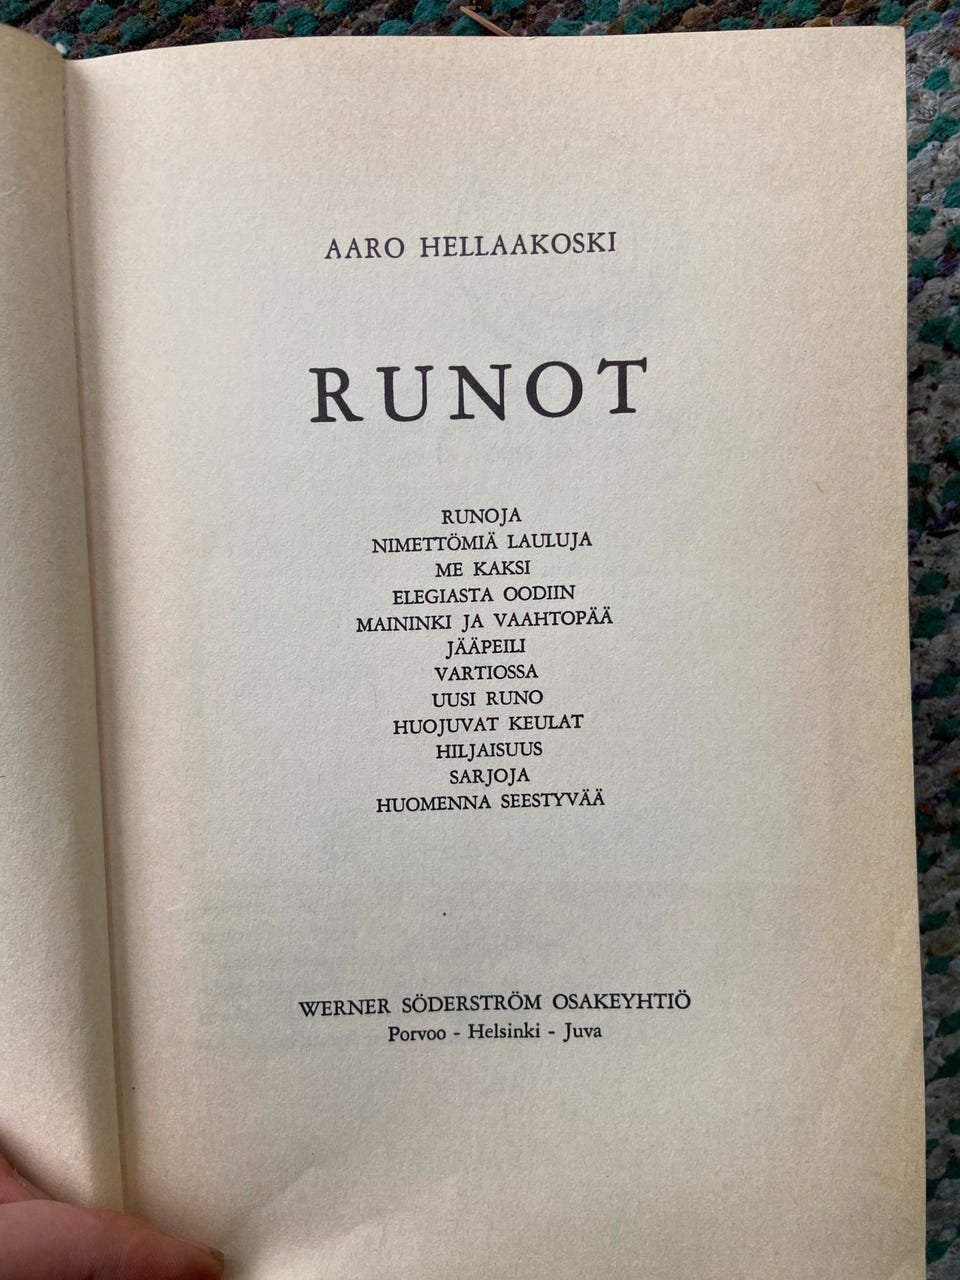 AARO HELLAAKOSKI
RUNOT
RUNOJA
NIMETTÖMIÄ LAULUJA
ME KAKSI
ELEGIASTA OODIIN
MAININKI JA VAAHTOPÄÄ
JÄÄPEILI
VARTIOSSA
UUSI RUNO
HUOJUVAT KEULAT
HILJAISUUS
SARJOJA
HUOMENNA SEESTYVÄÄ
WERNER SÖDERSTRÖM OSAKEYHTIÖ
Porvoo - Helsinki - Juva